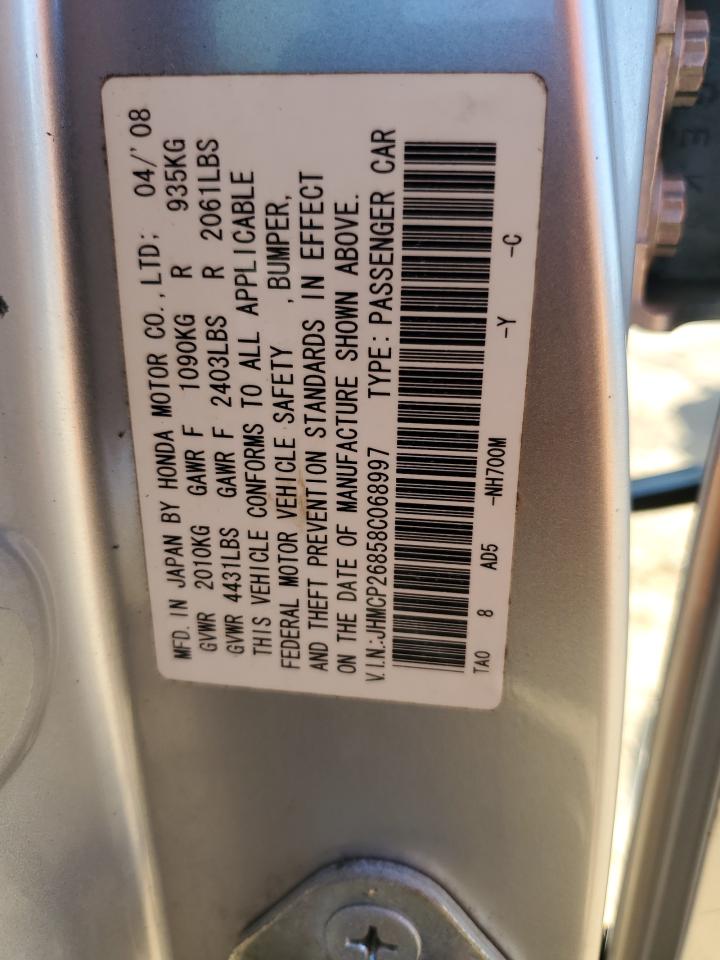 MFD. IN JAPAN BY HONDA MOTOR CO., LTD; 04/'08
GVWR 2010KG GAWR F 1090KG R 935KG
GVWR 4431LBS GAWR F 2403LBS R 2061LBS
THIS VEHICLE CONFORMS TO ALL APPLICABLE
FEDERAL MOTOR VEHICLE SAFETY , BUMPER,
AND THEFT PREVENTION STANDARDS IN EFFECT
ON THE DATE OF MANUFACTURE SHOWN ABOVE.
V.I.N.:JHMCP26858C068997 TYPE: PASSENGER CAR
TA0 8 AD5 -NH700M -Y -C